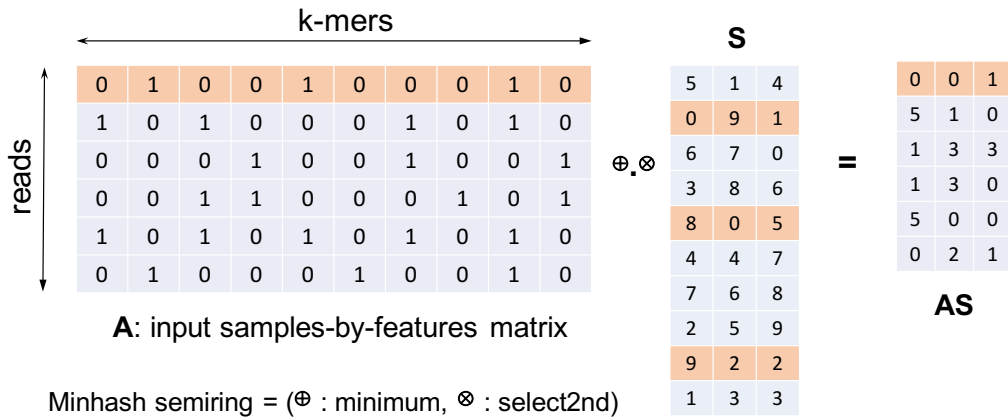 k-mers
reads
0 1 0 0 1 0 0 0 1 0
1 0 1 0 0 0 1 0 1 0
0 0 0 1 0 0 1 0 0 1
0 0 1 1 0 0 0 1 0 1
1 0 1 0 1 0 1 0 1 0
0 1 0 0 0 1 0 0 1 0
A: input samples-by-features matrix
Minhash semiring = (⊕ : minimum, ⊗ : select2nd)
⊕.⊗
S
5 1 4
0 9 1
6 7 0
3 8 6
8 0 5
4 4 7
7 6 8
2 5 9
9 2 2
1 3 3
=
0 0 1
5 1 0
1 3 3
1 3 0
5 0 0
0 2 1
AS